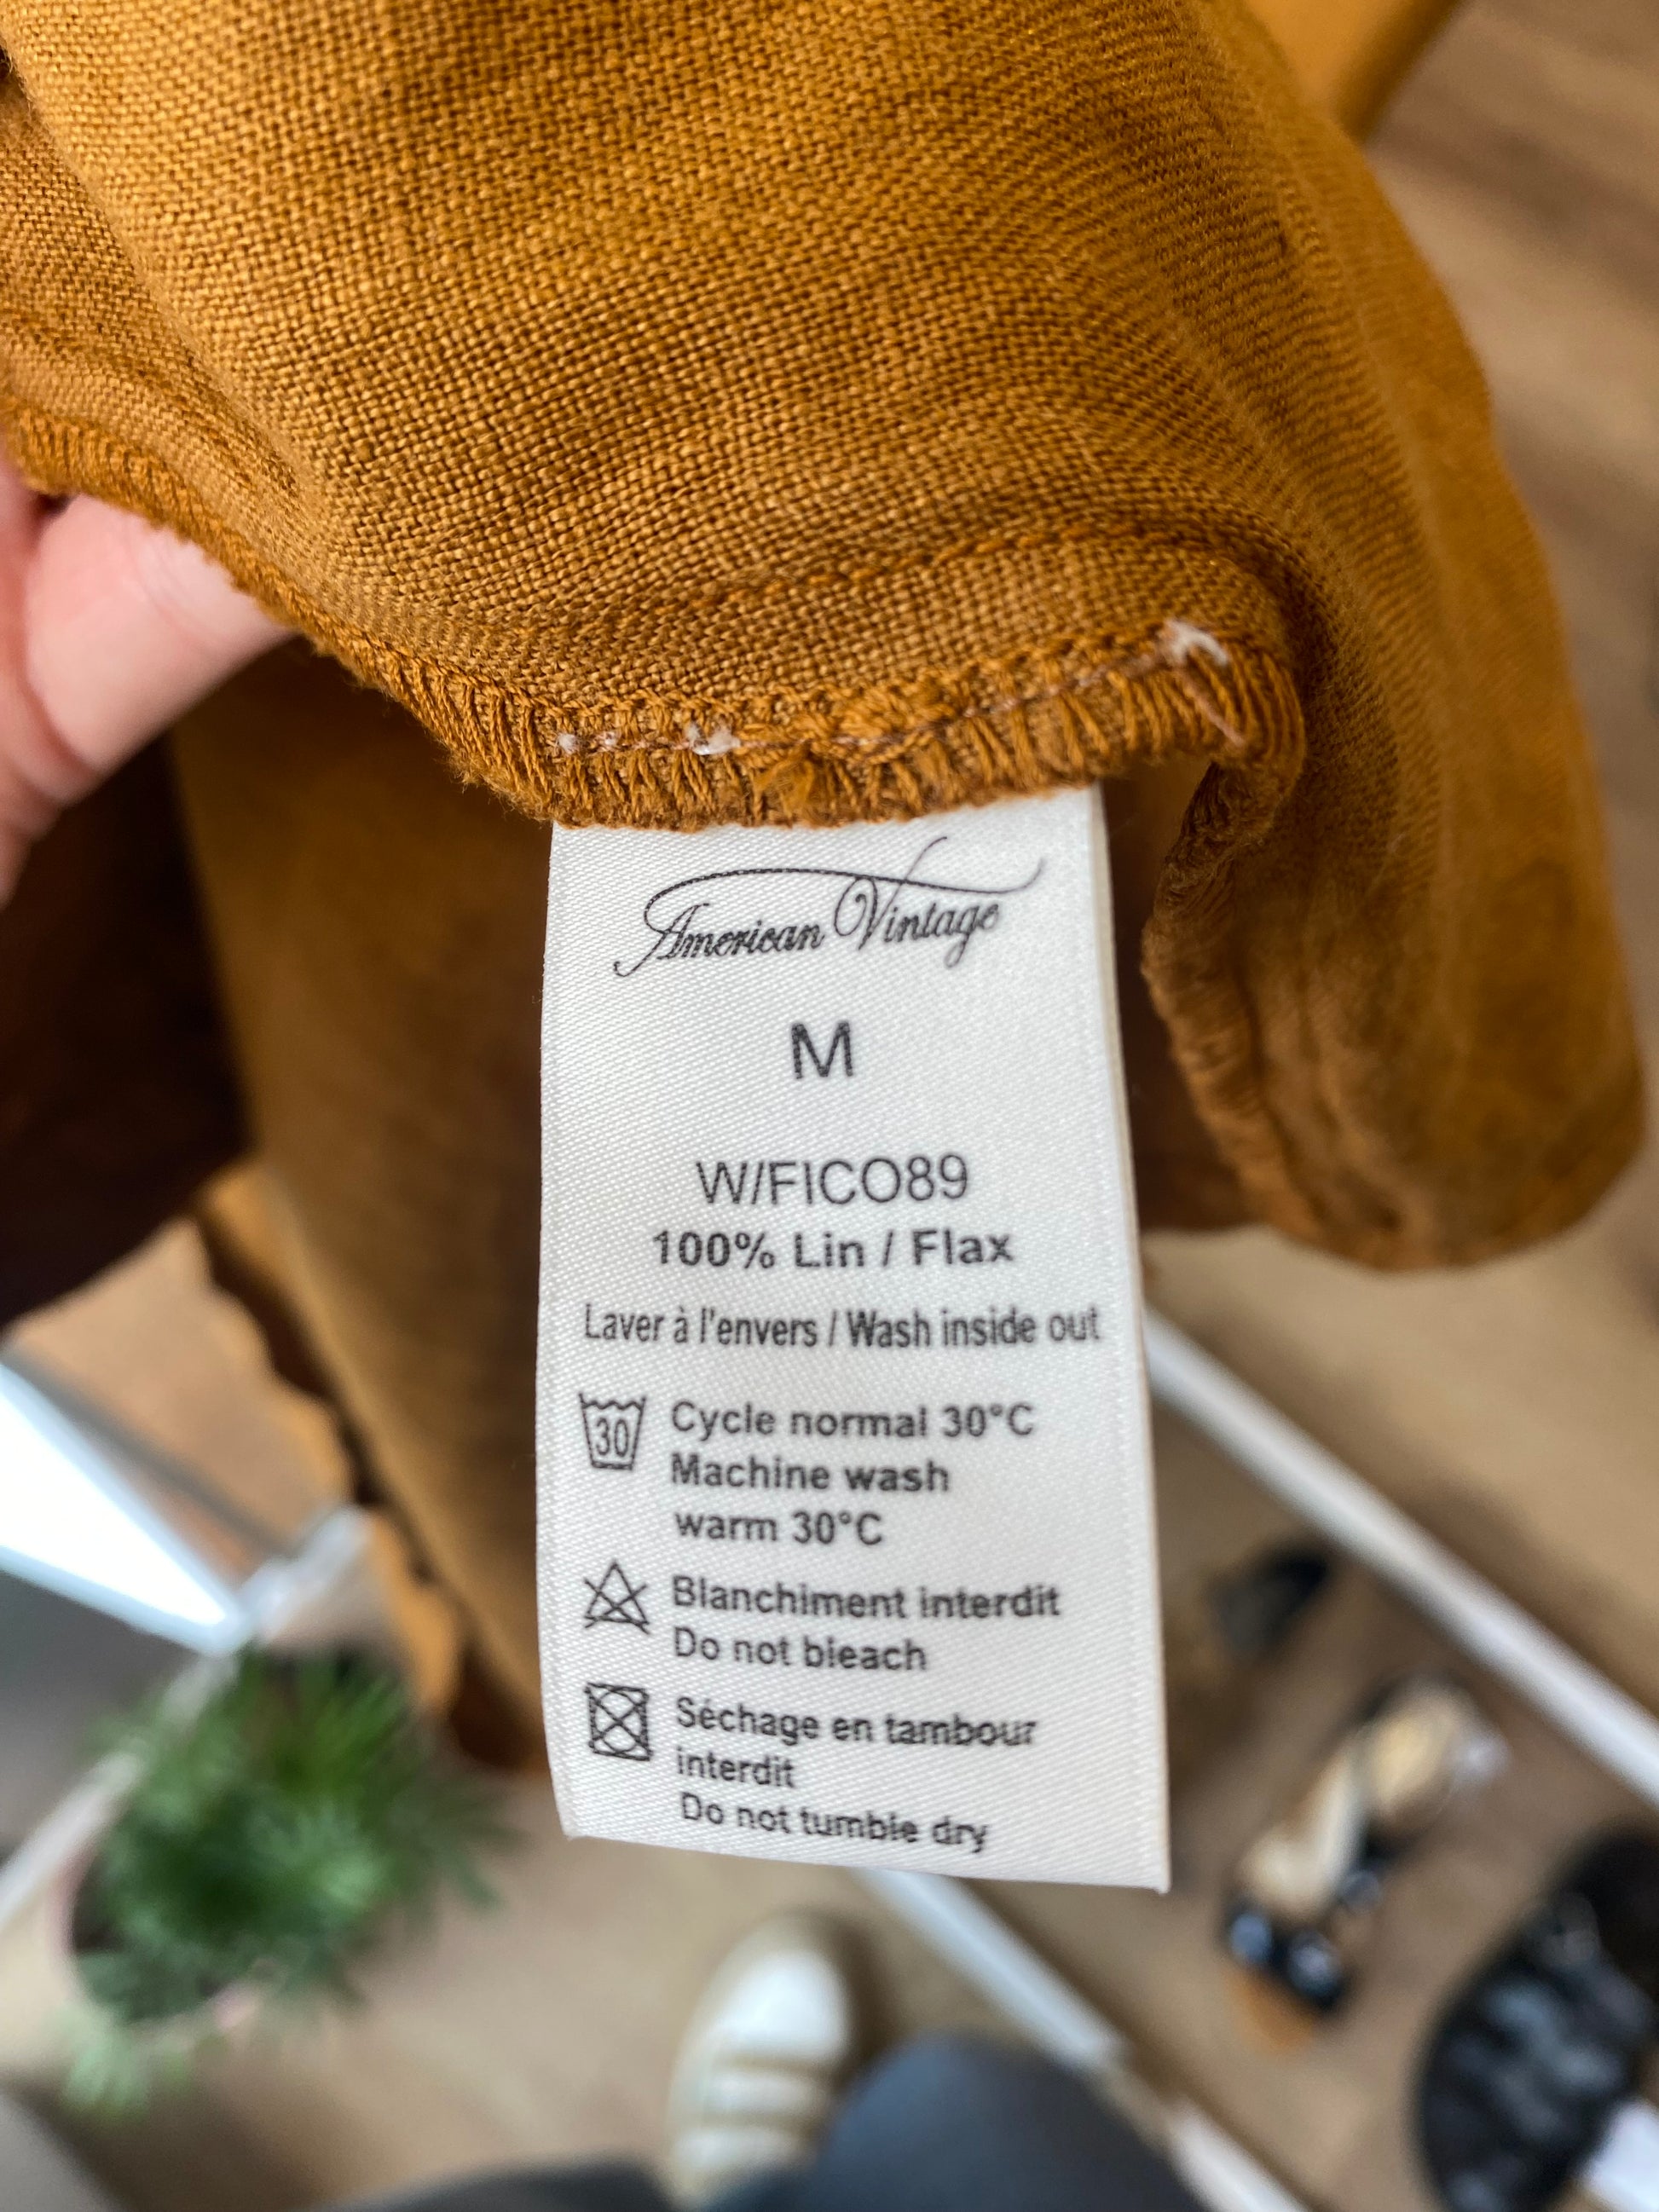 American Vintage
M
W/FICO89
100% Lin / Flax
Laver à l'envers / Wash inside out
30
Cycle normal 30°C
Machine wash
warm 30°C
Blanchiment interdit
Do not bleach
Séchage en tambour
interdit
Do not tumble dry